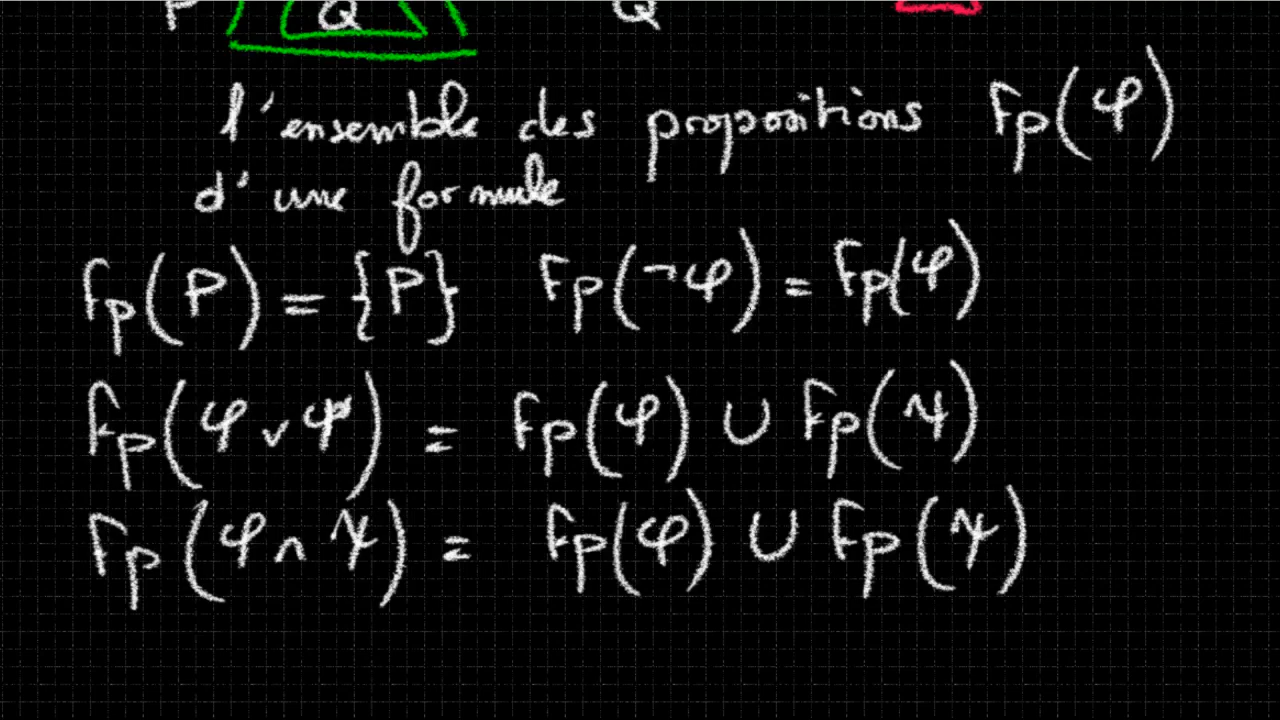 P Q Q
l'ensemble des propositions Fp(φ)
d'une formule
Fp(P) = {P} Fp(¬φ) = Fp(φ)
Fp(φ ∨ ψ) = Fp(φ) ∪ Fp(ψ)
Fp(φ ∧ ψ) = Fp(φ) ∪ Fp(ψ)